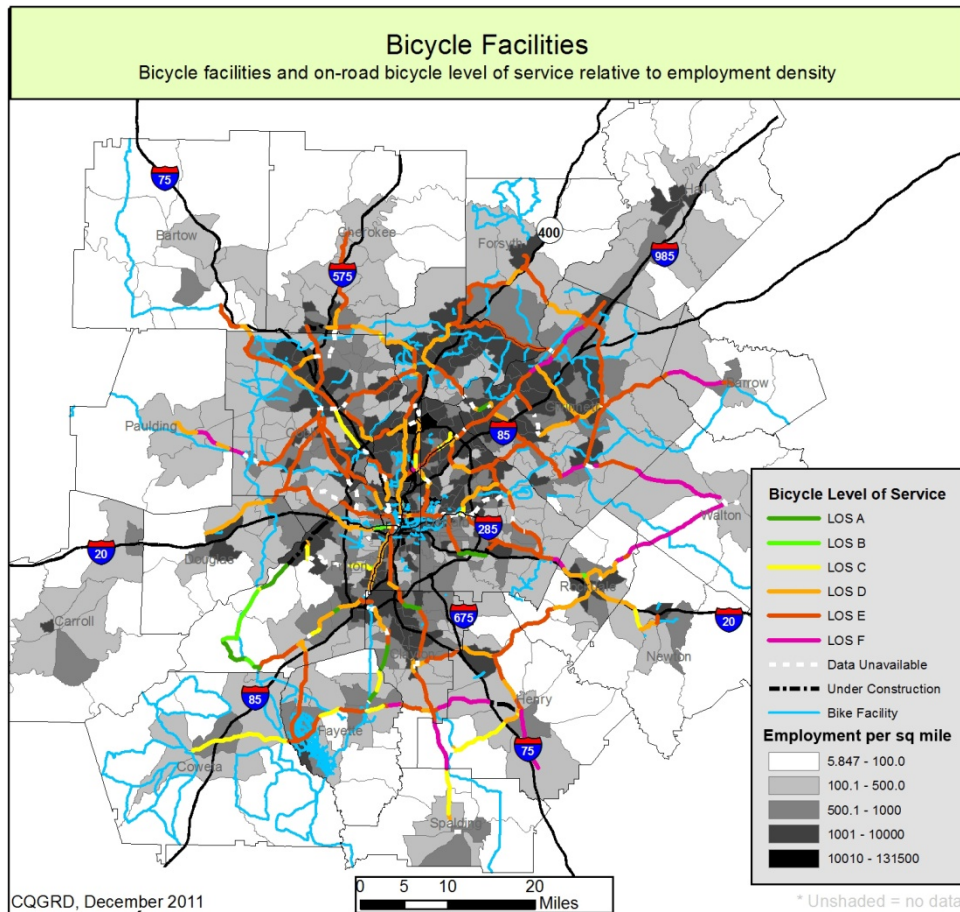 Bicycle Facilities
Bicycle facilities and on-road bicycle level of service relative to employment density
75
Bartow
Cherokee
575
Forsyth
400
Hall
985
Barrow
Paulding
Cobb
Gwinnett
85
Walton
285
20
Douglas
Fulton
Rockdale
Carroll
675
20
Newton
Clayton
85
Fayette
Henry
75
Coweta
Spalding
Bicycle Level of Service
LOS A
LOS B
LOS C
LOS D
LOS E
LOS F
Data Unavailable
Under Construction
Bike Facility
Employment per sq mile
5.847 - 100.0
100.1 - 500.0
500.1 - 1000
1001 - 10000
10010 - 131500
0 5 10 20
Miles
CQGRD, December 2011
* Unshaded = no data